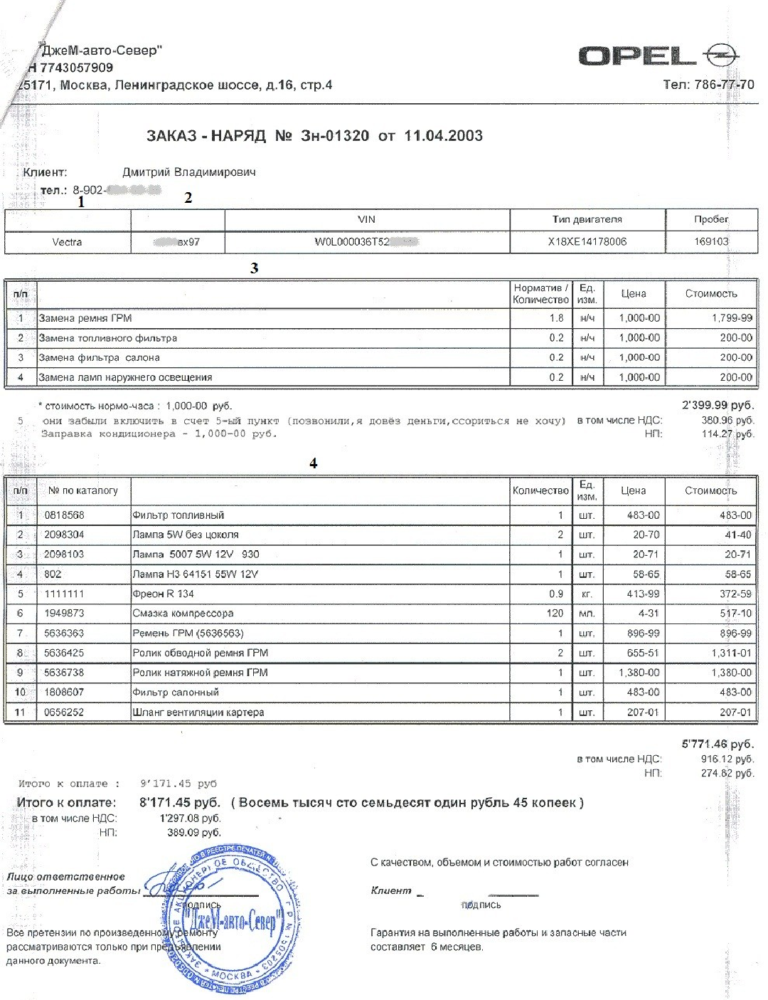 "ДжеМ-авто-Север"
Н 7743057909
25171, Москва, Ленинградское шоссе, д.16, стр.4
OPEL
Тел: 786-77-70
ЗАКАЗ - НАРЯД № Зн-01320 от 11.04.2003
Клиент: Дмитрий Владимирович
тел.: 8-902-
1 2
VIN Тип двигателя Пробег
Vectra вх97 W0L000036T52 X18XE14178006 169103
3
п/п Норматив / Количество Ед. изм. Цена Стоимость
1 Замена ремня ГРМ 1.8 н/ч 1,000-00 1,799-99
2 Замена топливного фильтра 0.2 н/ч 1,000-00 200-00
3 Замена фильтра салона 0.2 н/ч 1,000-00 200-00
4 Замена ламп наружнего освещения 0.2 н/ч 1,000-00 200-00
* стоимость нормо-часа : 1,000-00 руб. 2'399.99 руб.
5 они забыли включить в счет 5-ый пункт (позвонили,я довёз деньги,ссориться не хочу) в том числе НДС: 380.96 руб.
Заправка кондиционера - 1,000-00 руб. НП: 114.27 руб.
4
п/п № по каталогу Количество Ед. изм. Цена Стоимость
1 0818568 Фильтр топливный 1 шт. 483-00 483-00
2 2098304 Лампа 5W без цоколя 2 шт. 20-70 41-40
3 2098103 Лампа 5007 5W 12V 930 1 шт. 20-71 20-71
4 802 Лампа H3 64151 55W 12V 1 шт. 58-65 58-65
5 1111111 Фреон R 134 0.9 кг. 413-99 372-59
6 1949873 Смазка компрессора 120 мл. 4-31 517-10
7 5636363 Ремень ГРМ (5636563) 1 шт. 896-99 896-99
8 5636425 Ролик обводной ремня ГРМ 2 шт. 655-51 1,311-01
9 5636738 Ролик натяжной ремня ГРМ 1 шт. 1,380-00 1,380-00
10 1808607 Фильтр салонный 1 шт. 483-00 483-00
11 0656252 Шланг вентиляции картера 1 шт. 207-01 207-01
5'771.46 руб.
в том числе НДС: 916.12 руб.
НП: 274.82 руб.
Итого к оплате : 9'171.45 руб
Итого к оплате: 8'171.45 руб. ( Восемь тысяч сто семьдесят один рубль 45 копеек )
в том числе НДС: 1'297.08 руб.
НП: 389.09 руб.
С качеством, объемом и стоимостью работ согласен
Лицо ответственное
за выполненные работы
Клиент
подпись
подпись
"ДжеМ-авто-Север"
ЗАКРЫТОЕ АКЦИОНЕРНОЕ ОБЩЕСТВО
МОСКВА
Все претензии по произведенному ремонту
рассматриваются только при предъявлении
данного документа.
Гарантия на выполненные работы и запасные части
составляет 6 месяцев.